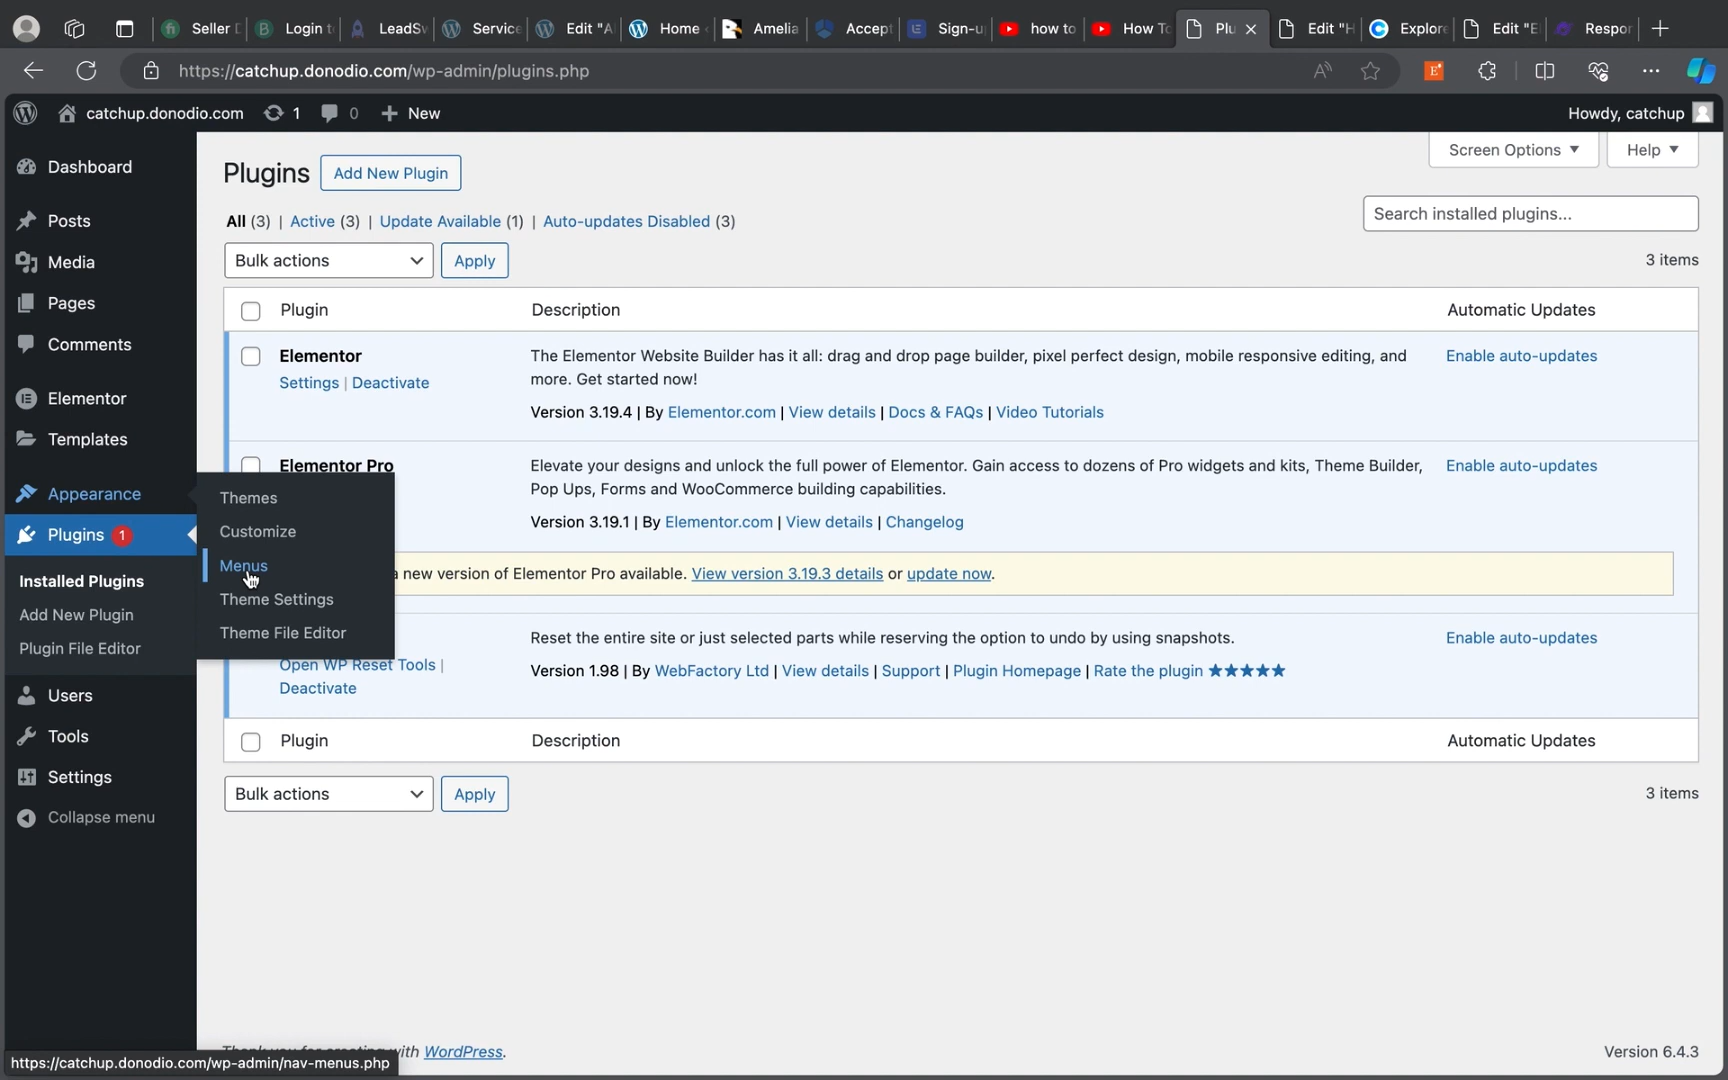 Seller D
Login t
LeadSw
Service
Edit "A
Home
Amelia
Accept
Sign-u
how to
How To
Plu
Edit "H
Explore
Edit "E
Respor
https://catchup.donodio.com/wp-admin/plugins.php
catchup.donodio.com 1 0 New
Howdy, catchup
Dashboard
Posts
Media
Pages
Comments
Elementor
Templates
Appearance
Plugins 1
Installed Plugins
Add New Plugin
Plugin File Editor
Users
Tools
Settings
Collapse menu
Themes
Customize
Menus
Theme Settings
Theme File Editor
Plugins Add New Plugin
Screen Options Help
All (3) | Active (3) | Update Available (1) | Auto-updates Disabled (3)
Search installed plugins...
Bulk actions Apply
3 items
Plugin Description Automatic Updates
Elementor
Settings | Deactivate
The Elementor Website Builder has it all: drag and drop page builder, pixel perfect design, mobile responsive editing, and
more. Get started now!
Version 3.19.4 | By Elementor.com | View details | Docs & FAQs | Video Tutorials
Enable auto-updates
Elementor Pro
Elevate your designs and unlock the full power of Elementor. Gain access to dozens of Pro widgets and kits, Theme Builder,
Pop Ups, Forms and WooCommerce building capabilities.
Version 3.19.1 | By Elementor.com | View details | Changelog
Enable auto-updates
a new version of Elementor Pro available. View version 3.19.3 details or update now.
Open WP Reset Tools |
Deactivate
Reset the entire site or just selected parts while reserving the option to undo by using snapshots.
Version 1.98 | By WebFactory Ltd | View details | Support | Plugin Homepage | Rate the plugin ★★★★★
Enable auto-updates
Plugin Description Automatic Updates
Bulk actions Apply
3 items
with WordPress.
Version 6.4.3
https://catchup.donodio.com/wp-admin/nav-menus.php